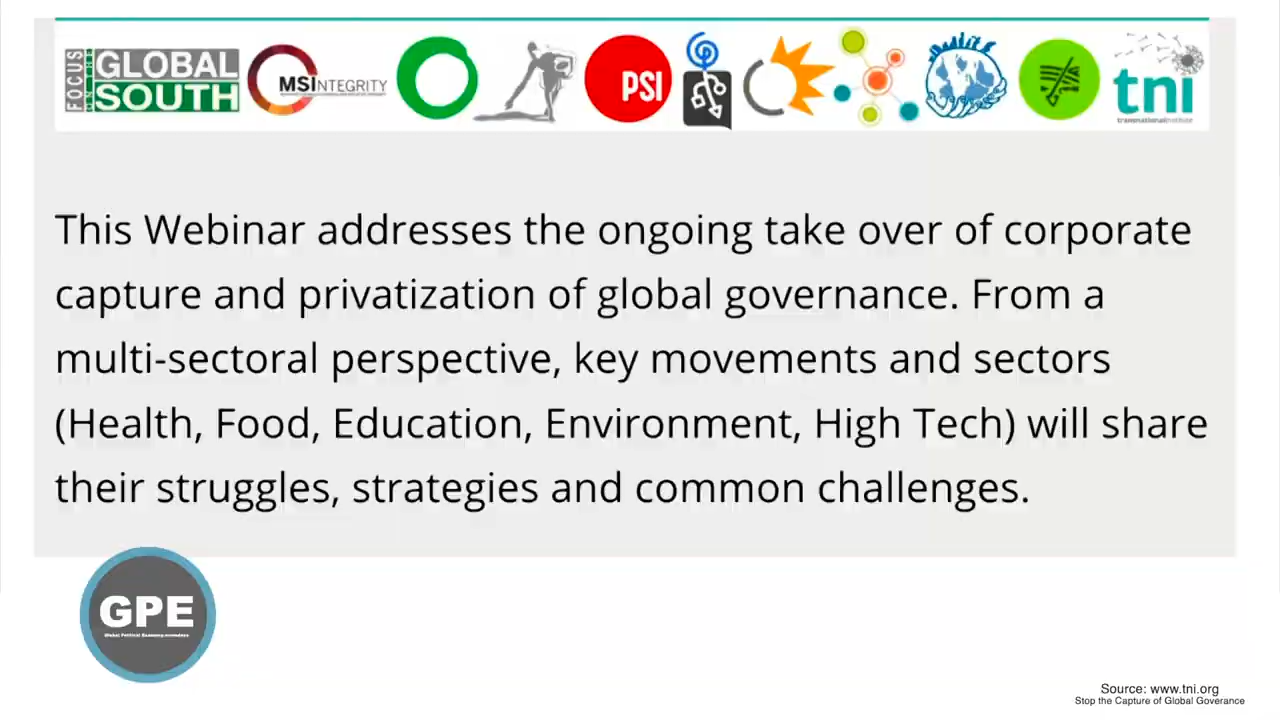 FOCUS ON THE GLOBAL SOUTH
MSINTEGRITY
PSI
tni
transnationalinstitute
This Webinar addresses the ongoing take over of corporate
capture and privatization of global governance. From a
multi-sectoral perspective, key movements and sectors
(Health, Food, Education, Environment, High Tech) will share
their struggles, strategies and common challenges.
GPE
Source: www.tni.org
Stop the Capture of Global Goverance